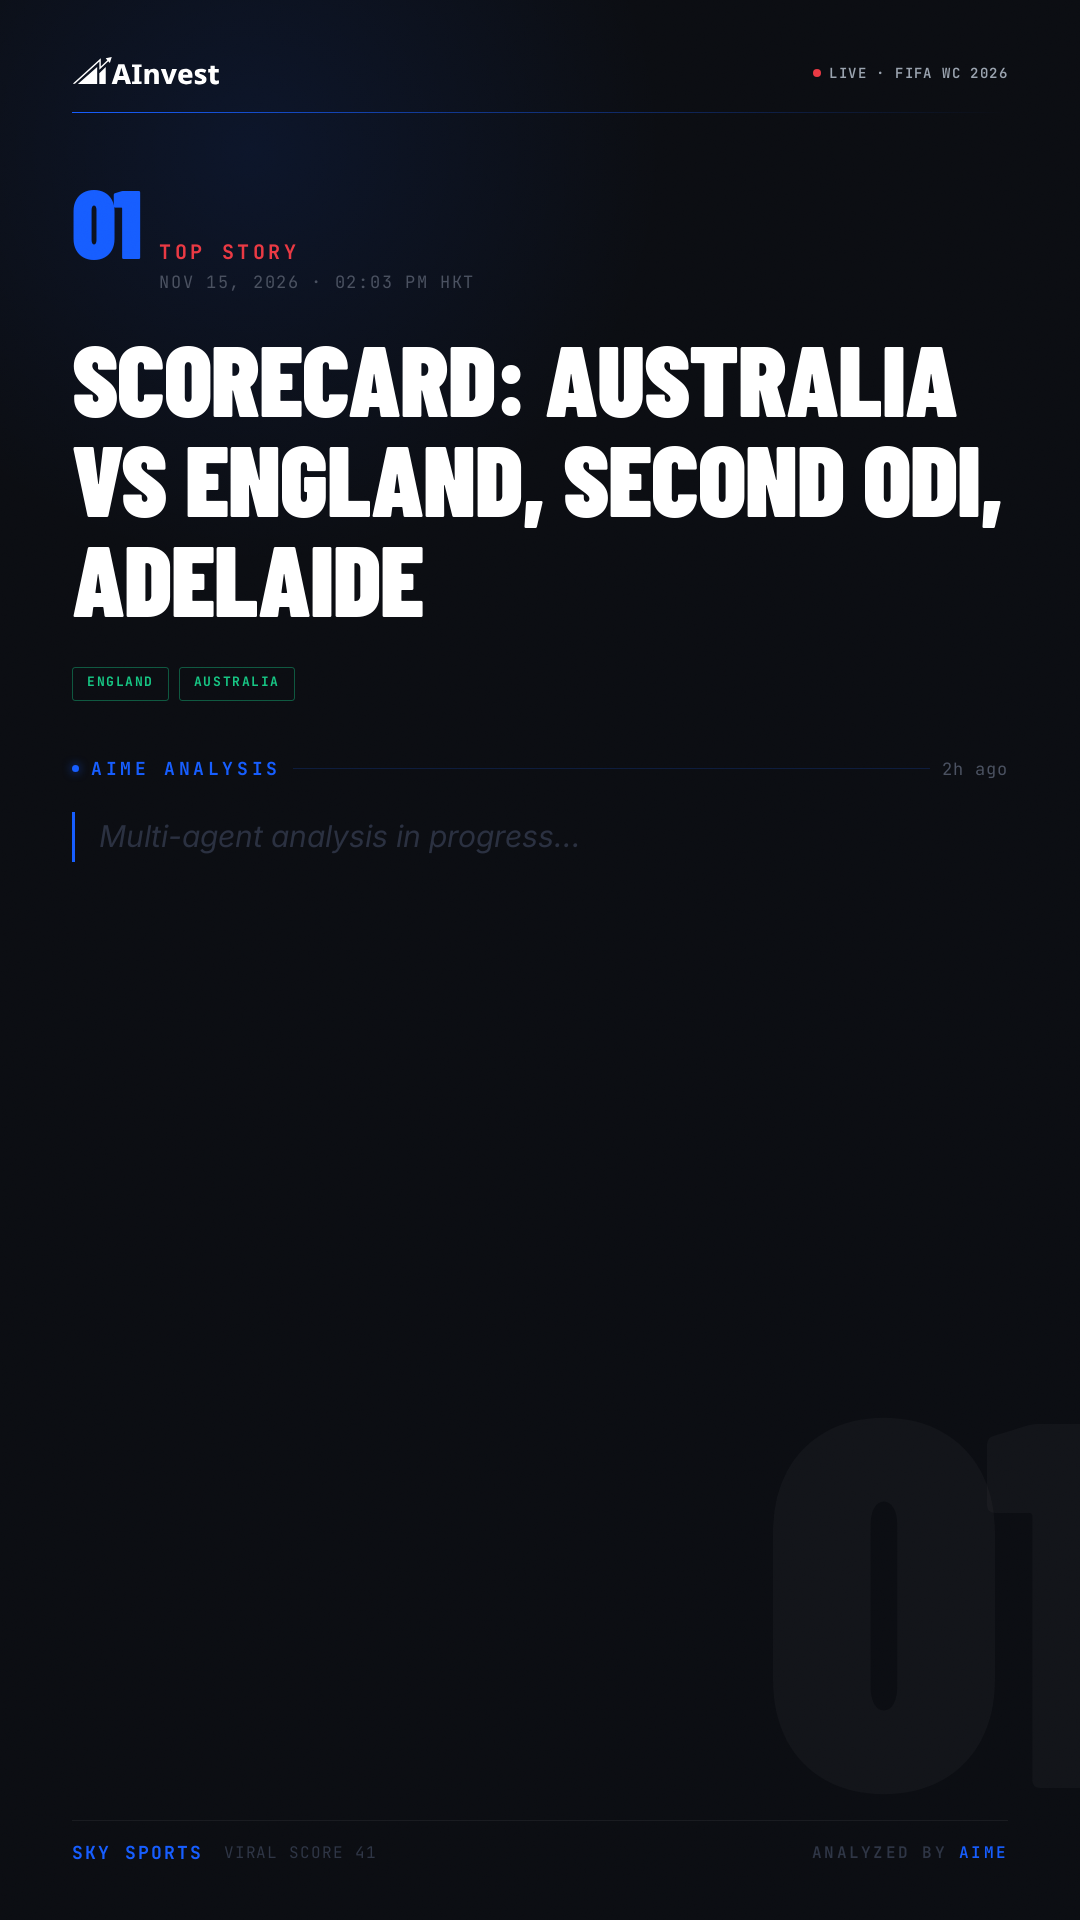 AInvest
LIVE · FIFA WC 2026
01
TOP STORY
NOV 15, 2026 · 02:03 PM HKT
SCORECARD: AUSTRALIA
VS ENGLAND, SECOND ODI,
ADELAIDE
ENGLAND
AUSTRALIA
AIME ANALYSIS
2h ago
Multi-agent analysis in progress...
01
SKY SPORTS
VIRAL SCORE 41
ANALYZED BY AIME